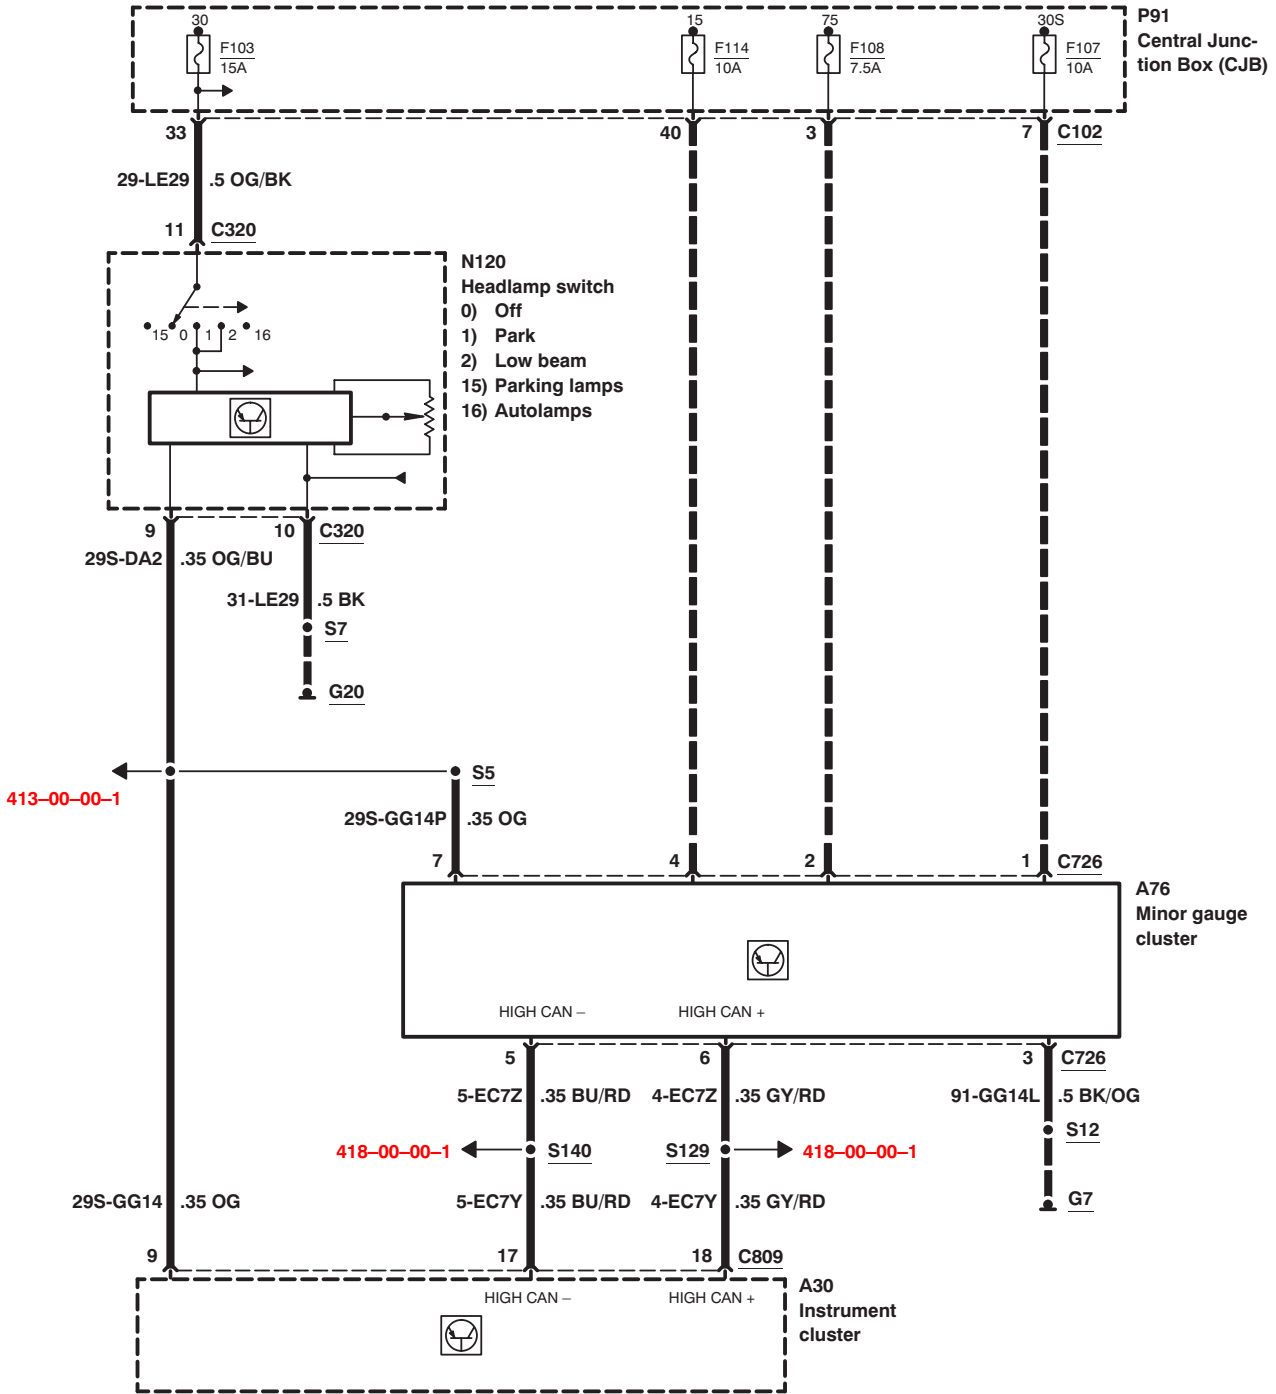 30 15 75 30S
P91
Central Junc-
tion Box (CJB)
F103
15A
F114
10A
F108
7.5A
F107
10A
33 40 3 7 C102
29-LE29 .5 OG/BK
11 C320
N120
Headlamp switch
0) Off
1) Park
2) Low beam
15) Parking lamps
16) Autolamps
15 0 1 2 16
9 10 C320
29S-DA2 .35 OG/BU
31-LE29 .5 BK
S7
G20
S5
413–00–00–1
29S-GG14P .35 OG
7 4 2 1 C726
A76
Minor gauge
cluster
HIGH CAN – HIGH CAN +
5 6 3 C726
5-EC7Z .35 BU/RD 4-EC7Z .35 GY/RD 91-GG14L .5 BK/OG
S12
418–00–00–1 S140 S129 418–00–00–1
29S-GG14 .35 OG 5-EC7Y .35 BU/RD 4-EC7Y .35 GY/RD G7
9 17 18 C809
A30
Instrument
cluster
HIGH CAN – HIGH CAN +